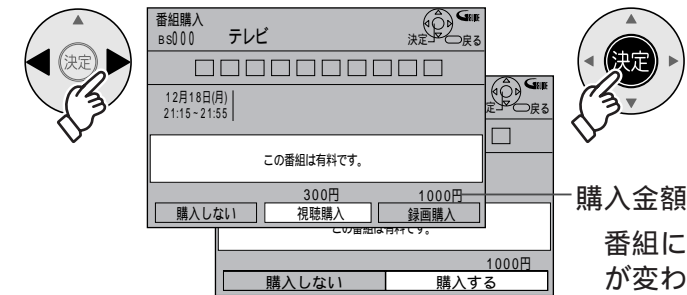 決定
番組購入
BS000 テレビ
決定 戻る
□□□□□□□□□□
12月18日(月)
21:15~21:55
この番組は有料です。
300円 1000円
購入しない 視聴購入 録画購入
定 戻る
この番組は有料です。
1000円
購入しない 購入する
決定
購入金額
番組に
が変わ